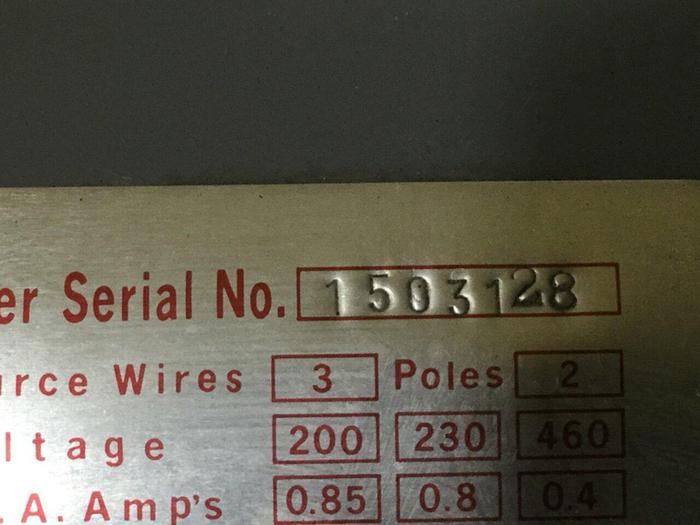 er Serial No. 1503128
urce Wires 3 Poles 2
ltage 200 230 460
.A. Amp's 0.85 0.8 0.4